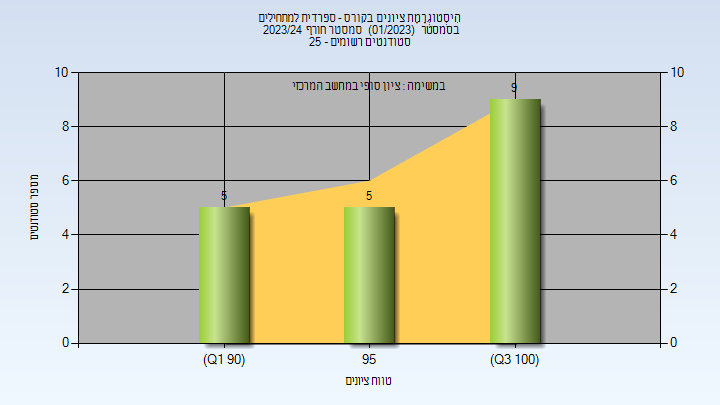 היסטוגרמת ציונים בקורס - ספרדית למתחילים
בסמסטר (01/2023) סמסטר חורף 2023/24
סטודנטים רשומים - 25
במשימה : ציון סופי במחשב המרכזי
10 10
8 8
6 6
4 4
2 2
0 0
5 5 9
מספר סטודנטים
(Q1 90) 95 (Q3 100)
טווח ציונים